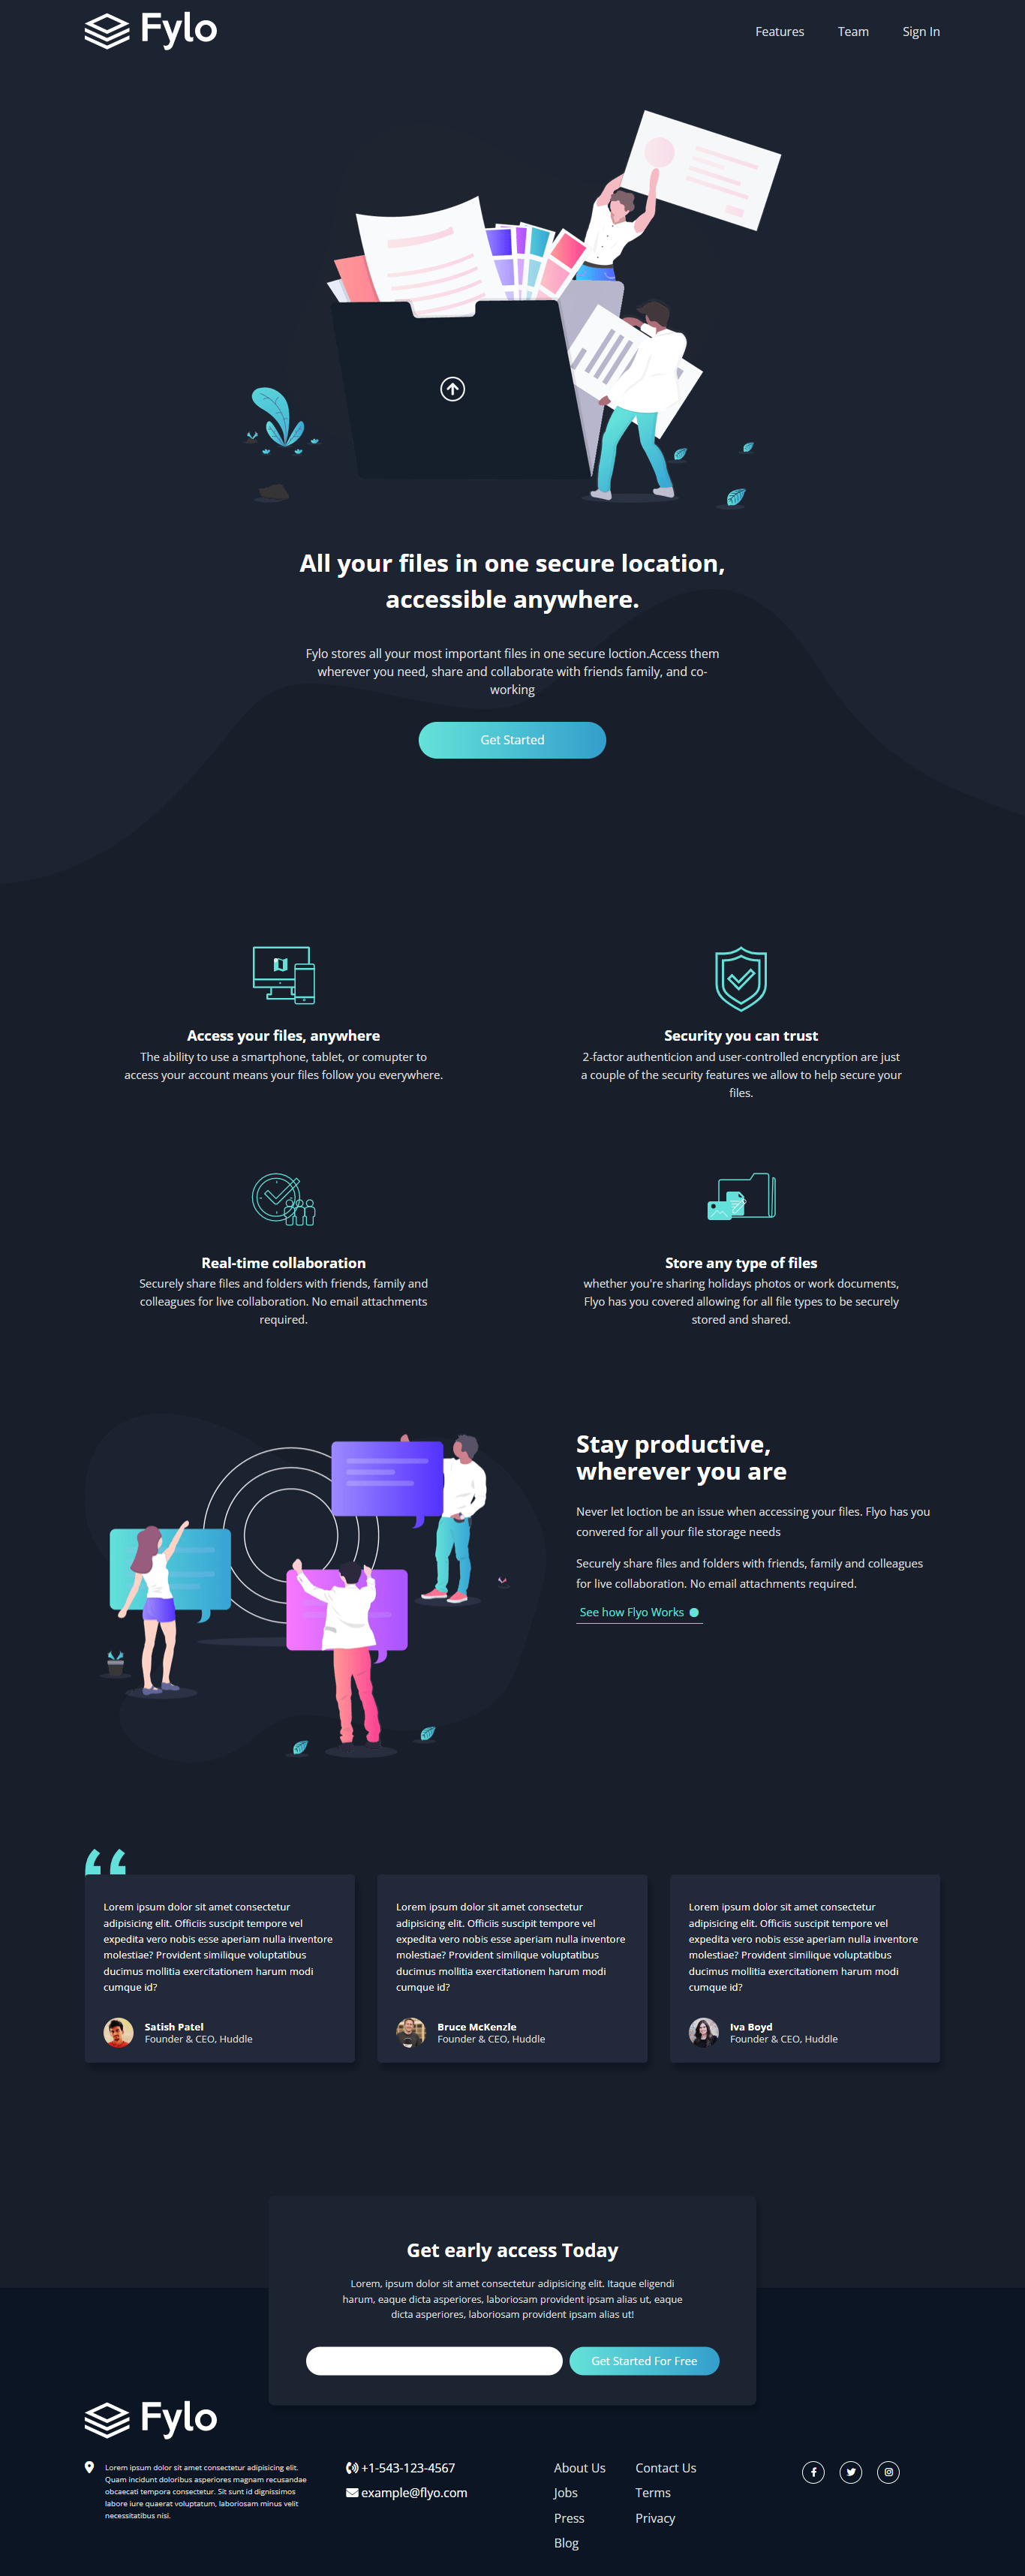 Fylo
Features Team Sign In
All your files in one secure location,
accessible anywhere.
Fylo stores all your most important files in one secure loction.Access them
wherever you need, share and collaborate with friends family, and co-
working
Get Started
Access your files, anywhere
The ability to use a smartphone, tablet, or comupter to
access your account means your files follow you everywhere.
Security you can trust
2-factor authenticion and user-controlled encryption are just
a couple of the security features we allow to help secure your
files.
Real-time collaboration
Securely share files and folders with friends, family and
colleagues for live collaboration. No email attachments
required.
Store any type of files
whether you're sharing holidays photos or work documents,
Flyo has you covered allowing for all file types to be securely
stored and shared.
Stay productive,
wherever you are
Never let loction be an issue when accessing your files. Flyo has you
convered for all your file storage needs
Securely share files and folders with friends, family and colleagues
for live collaboration. No email attachments required.
See how Flyo Works
“
Lorem ipsum dolor sit amet consectetur
adipisicing elit. Officiis suscipit tempore vel
expedita vero nobis esse aperiam nulla inventore
molestiae? Provident similique voluptatibus
ducimus mollitia exercitationem harum modi
cumque id?
Satish Patel
Founder & CEO, Huddle
Lorem ipsum dolor sit amet consectetur
adipisicing elit. Officiis suscipit tempore vel
expedita vero nobis esse aperiam nulla inventore
molestiae? Provident similique voluptatibus
ducimus mollitia exercitationem harum modi
cumque id?
Bruce McKenzle
Founder & CEO, Huddle
Lorem ipsum dolor sit amet consectetur
adipisicing elit. Officiis suscipit tempore vel
expedita vero nobis esse aperiam nulla inventore
molestiae? Provident similique voluptatibus
ducimus mollitia exercitationem harum modi
cumque id?
Iva Boyd
Founder & CEO, Huddle
Get early access Today
Lorem, ipsum dolor sit amet consectetur adipisicing elit. Itaque eligendi
harum, eaque dicta asperiores, laboriosam provident ipsam alias ut, eaque
dicta asperiores, laboriosam provident ipsam alias ut!
Get Started For Free
Fylo
Lorem ipsum dolor sit amet consectetur adipisicing elit.
Quam incidunt doloribus asperiores magnam recusandae
obcaecati tempora consectetur. Sit sunt id dignissimos
labore iure quaerat voluptatum, laboriosam minus velit
necessitatibus nisi.
+1-543-123-4567
example@flyo.com
About Us
Jobs
Press
Blog
Contact Us
Terms
Privacy